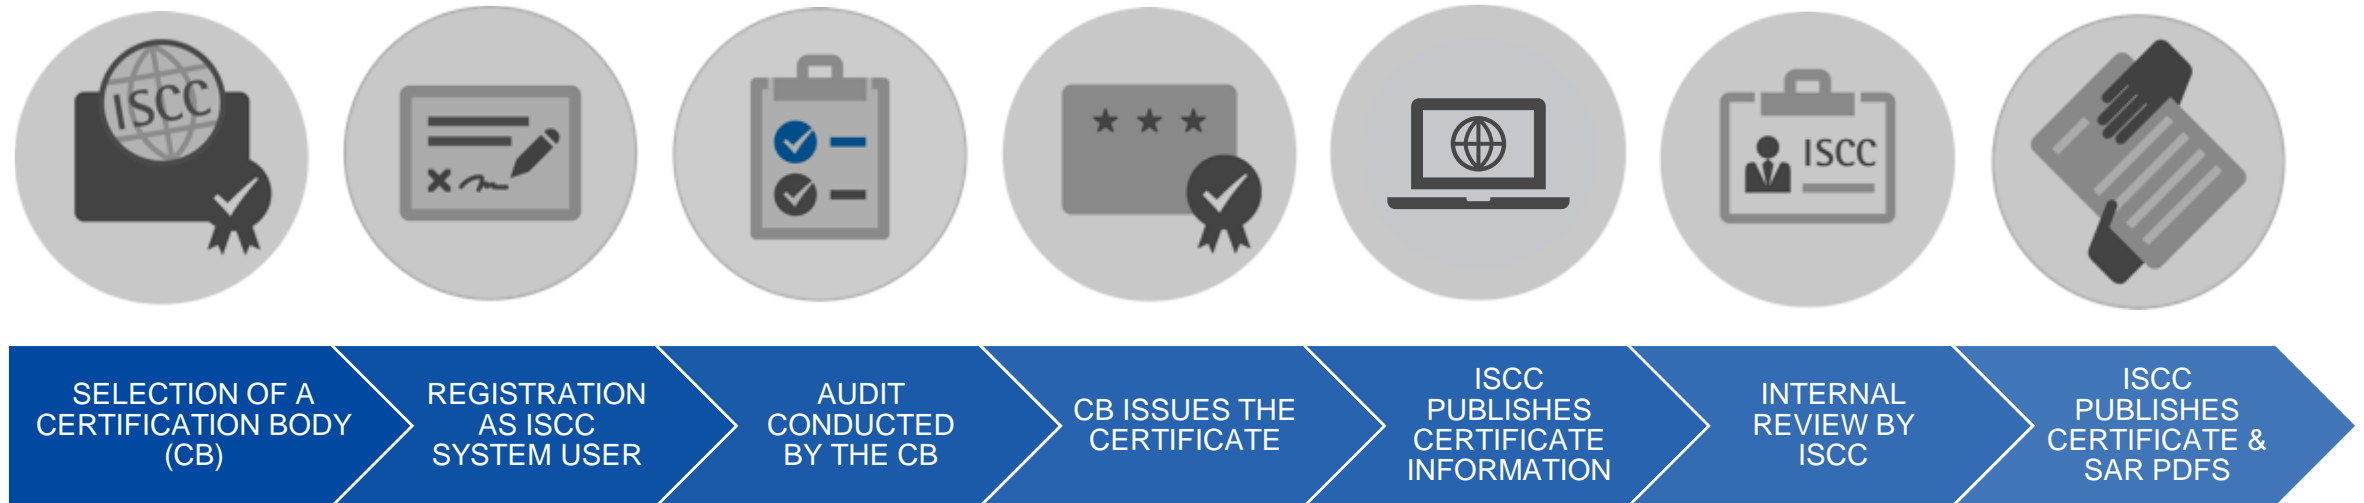 ISCC
ISCC
SELECTION OF A
CERTIFICATION BODY
(CB)
REGISTRATION
AS ISCC
SYSTEM USER
AUDIT
CONDUCTED
BY THE CB
CB ISSUES THE
CERTIFICATE
ISCC
PUBLISHES
CERTIFICATE
INFORMATION
INTERNAL
REVIEW BY
ISCC
ISCC
PUBLISHES
CERTIFICATE &
SAR PDFS